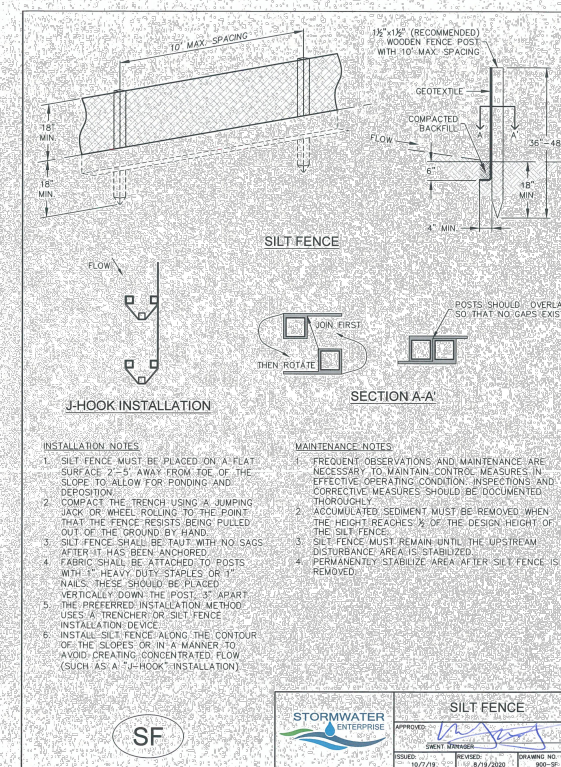 10' MAX. SPACING
18"
MIN.
18"
MIN.
1½"x1½" (RECOMMENDED)
WOODEN FENCE POST
WITH 10' MAX. SPACING
GEOTEXTILE
COMPACTED
BACKFILL
FLOW
A
A'
36"-48
6"
18"
MIN.
4" MIN.
SILT FENCE
FLOW
J-HOOK INSTALLATION
JOIN FIRST
THEN ROTATE
POSTS SHOULD OVERLA
SO THAT NO GAPS EXIS
SECTION A-A'
INSTALLATION NOTES
1. SILT FENCE MUST BE PLACED ON A FLAT
SURFACE 2'-5' AWAY FROM TOE OF THE
SLOPE TO ALLOW FOR PONDING AND
DEPOSITION.
2. COMPACT THE TRENCH USING A JUMPING
JACK OR WHEEL ROLLING TO THE POINT
THAT THE FENCE RESISTS BEING PULLED
OUT OF THE GROUND BY HAND.
3. SILT FENCE SHALL BE TAUT WITH NO SAGS
AFTER IT HAS BEEN ANCHORED.
4. FABRIC SHALL BE ATTACHED TO POSTS
WITH 1" HEAVY DUTY STAPLES OR 1"
NAILS. THESE SHOULD BE PLACED
VERTICALLY DOWN THE POST, 3" APART.
5. THE PREFERRED INSTALLATION METHOD
USES A TRENCHER OR SILT FENCE
INSTALLATION DEVICE.
6. INSTALL SILT FENCE ALONG THE CONTOUR
OF THE SLOPES OR IN A MANNER TO
AVOID CREATING CONCENTRATED FLOW
(SUCH AS A "J-HOOK" INSTALLATION)
MAINTENANCE NOTES
1. FREQUENT OBSERVATIONS AND MAINTENANCE ARE
NECESSARY TO MAINTAIN CONTROL MEASURES IN
EFFECTIVE OPERATING CONDITION. INSPECTIONS AND
CORRECTIVE MEASURES SHOULD BE DOCUMENTED
THOROUGHLY.
2. ACCUMULATED SEDIMENT MUST BE REMOVED WHEN
THE HEIGHT REACHES ½ OF THE DESIGN HEIGHT OF
THE SILT FENCE.
3. SILT FENCE MUST REMAIN UNTIL THE UPSTREAM
DISTURBANCE AREA IS STABILIZED.
4. PERMANENTLY STABILIZE AREA AFTER SILT FENCE IS
REMOVED.
SF
STORMWATER
ENTERPRISE
SILT FENCE
APPROVED:
SWENT MANAGER
ISSUED:
10/7/19
REVISED:
8/19/2020
DRAWING NO.
900-SF